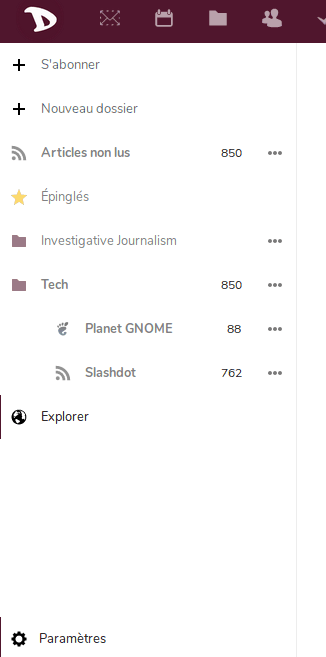 S'abonner
Nouveau dossier
Articles non lus 850
Épinglés
Investigative Journalism
Tech 850
Planet GNOME 88
Slashdot 762
Explorer
Paramètres